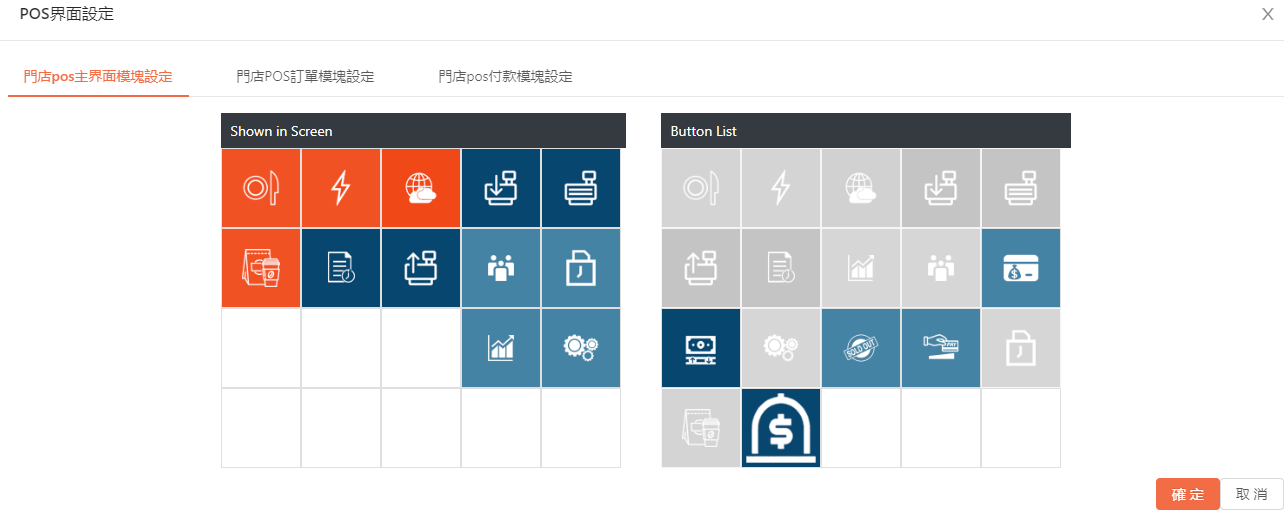 POS界面設定
X
門店pos主界面模塊設定
門店POS訂單模塊設定
門店pos付款模塊設定
Shown in Screen
Button List
SOLD OUT
PAY
確 定
取 消